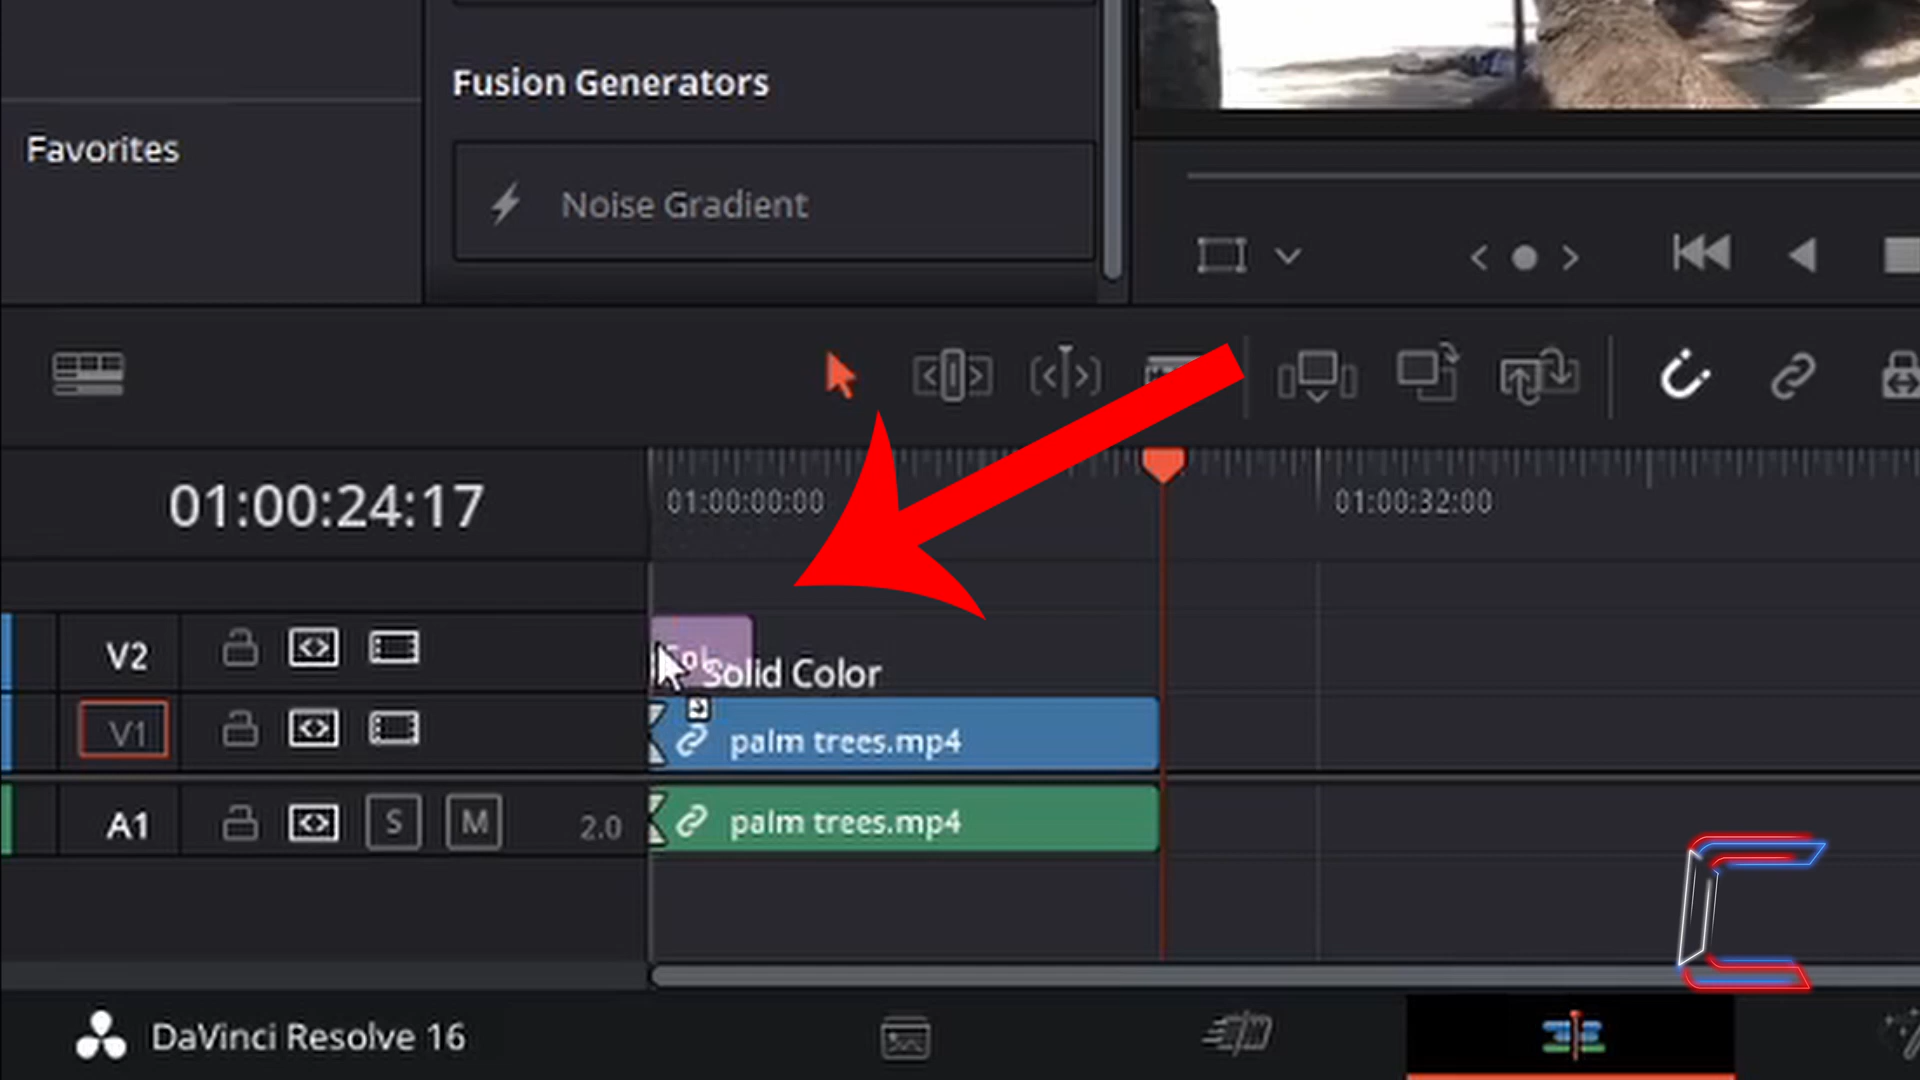 Fusion Generators
Favorites
Noise Gradient
01:00:24:17
01:00:00:00
01:00:32:00
V2
Solid Color
V1
palm trees.mp4
A1
S
M
2.0
palm trees.mp4
DaVinci Resolve 16